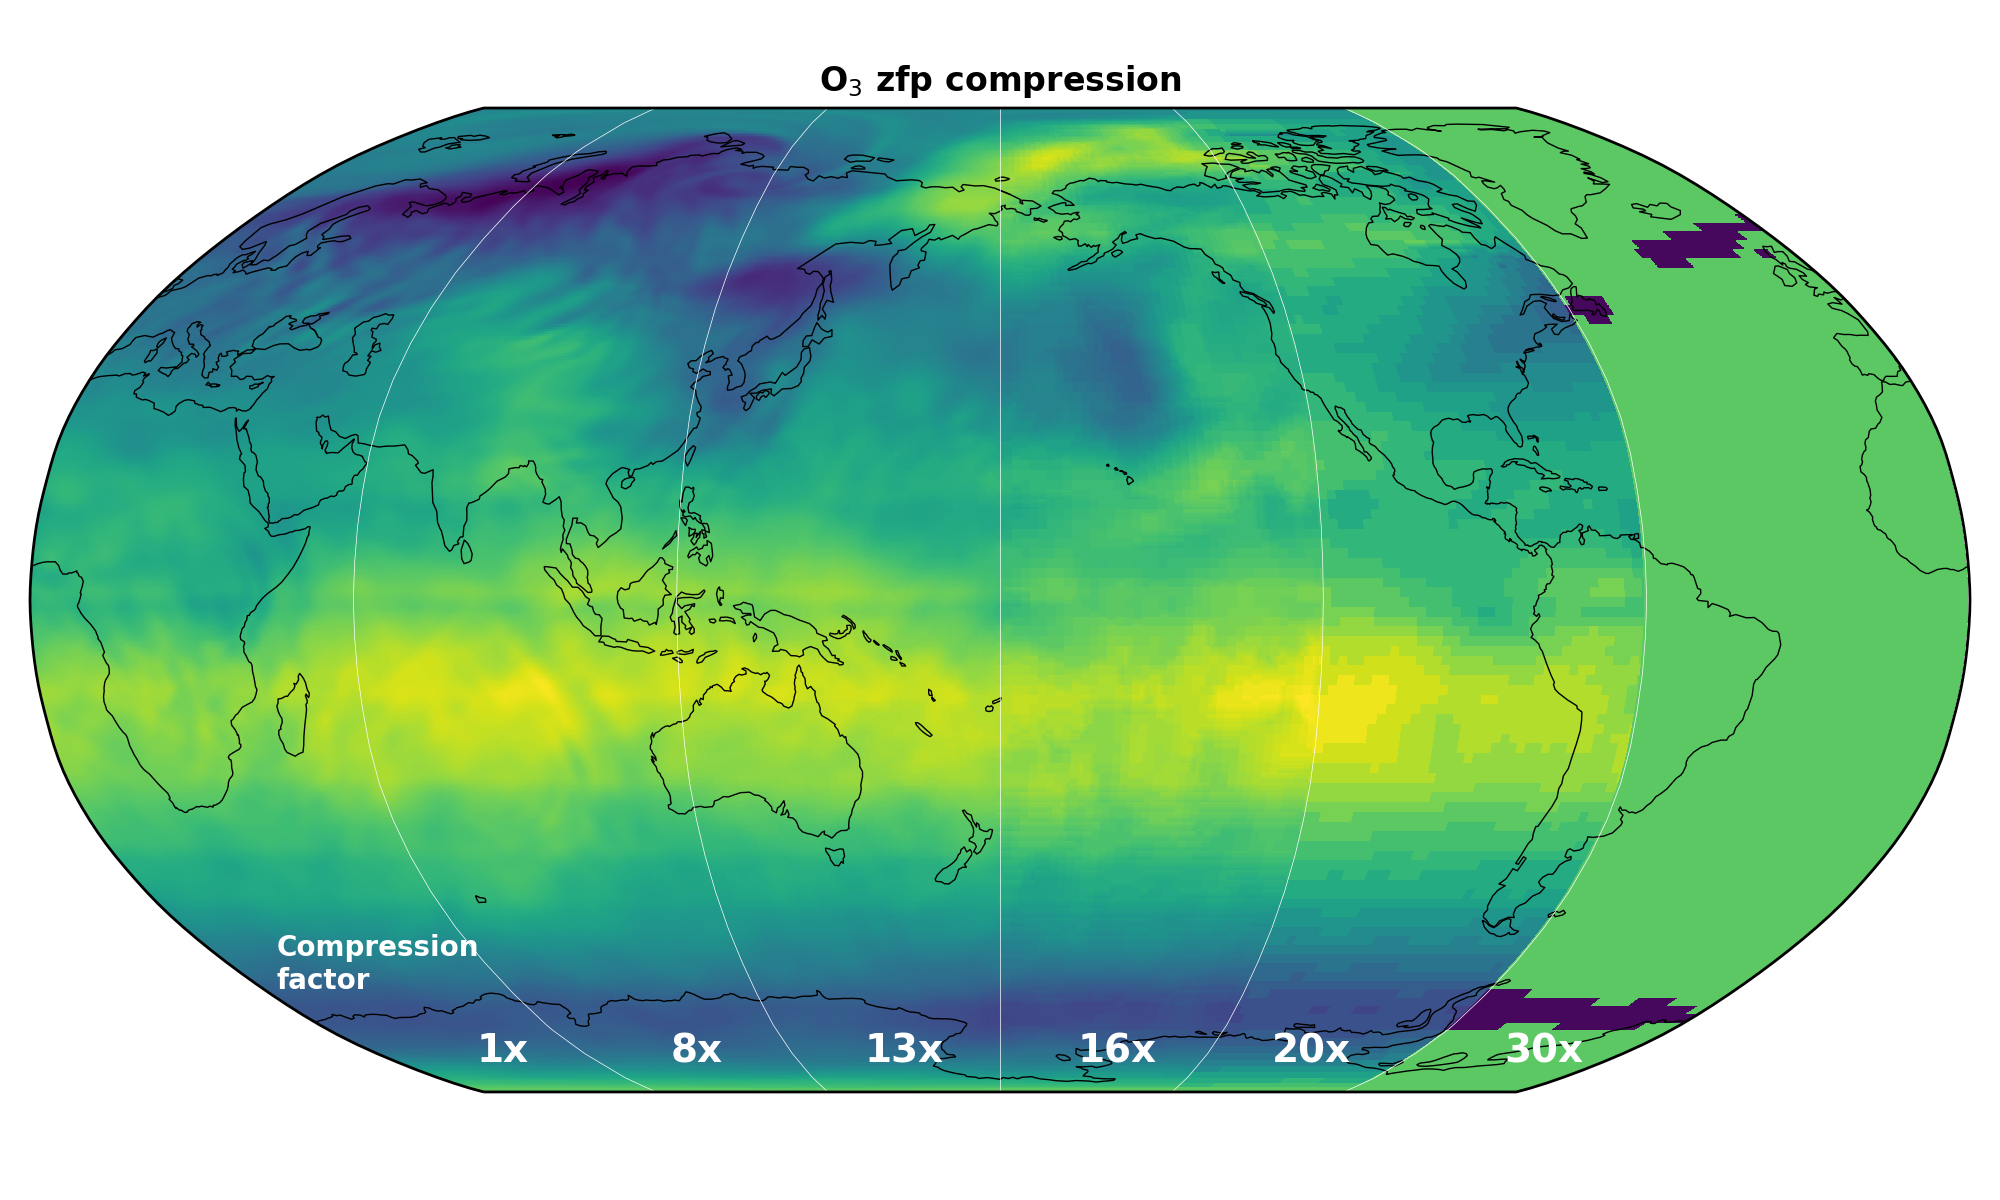 O₃ zfp compression
Compression
factor
1x 8x 13x 16x 20x 30x